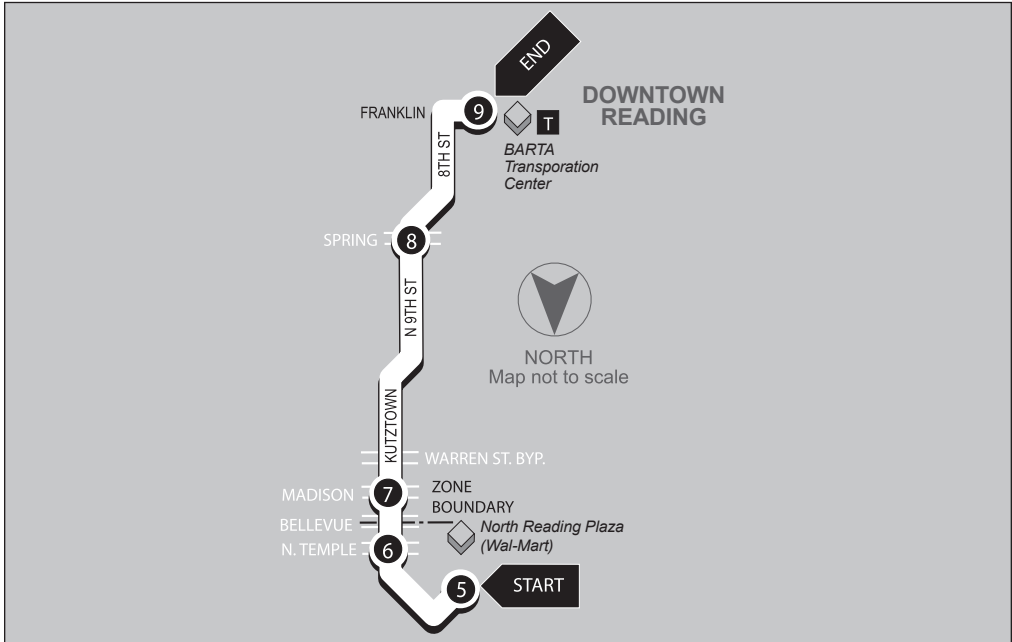 END
DOWNTOWN
READING
FRANKLIN
9
T
BARTA
Transporation
Center
8TH ST
SPRING
8
N 9TH ST
NORTH
Map not to scale
KUTZTOWN
WARREN ST. BYP.
MADISON
7
ZONE
BOUNDARY
BELLEVUE
North Reading Plaza
(Wal-Mart)
N. TEMPLE
6
5
START